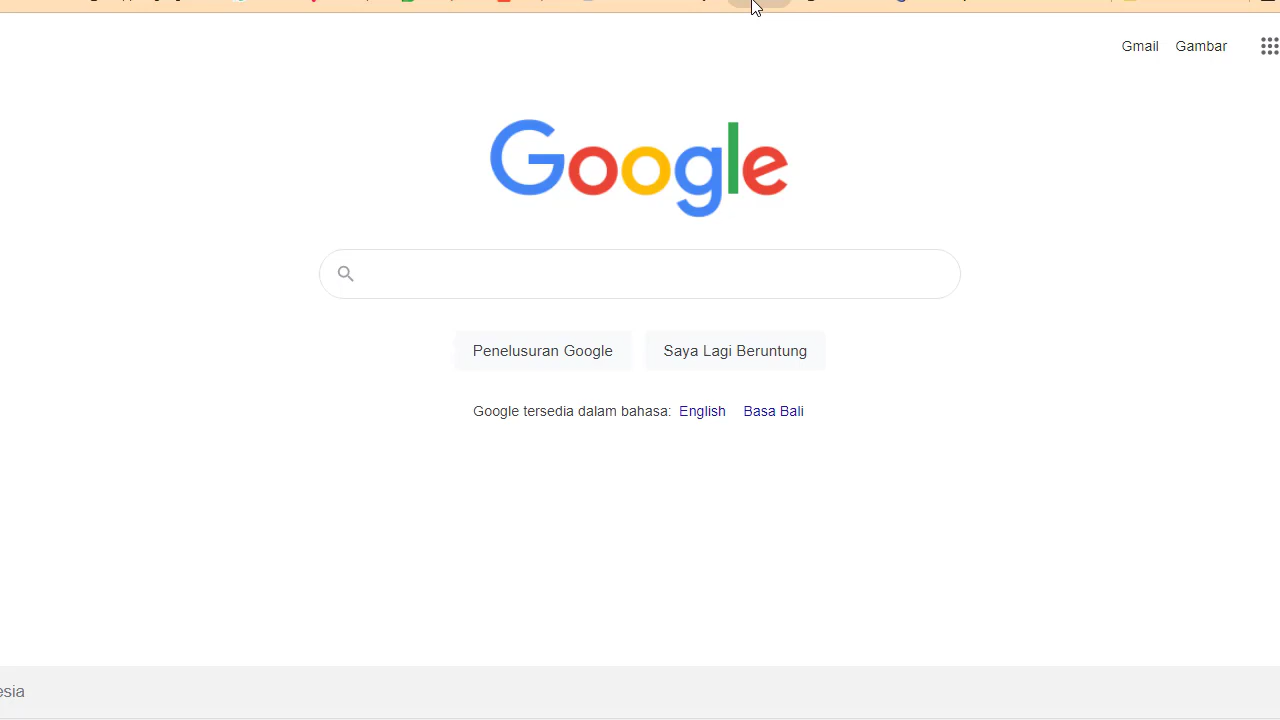 Gmail Gambar
Google
Penelusuran Google Saya Lagi Beruntung
Google tersedia dalam bahasa: English Basa Bali
esia